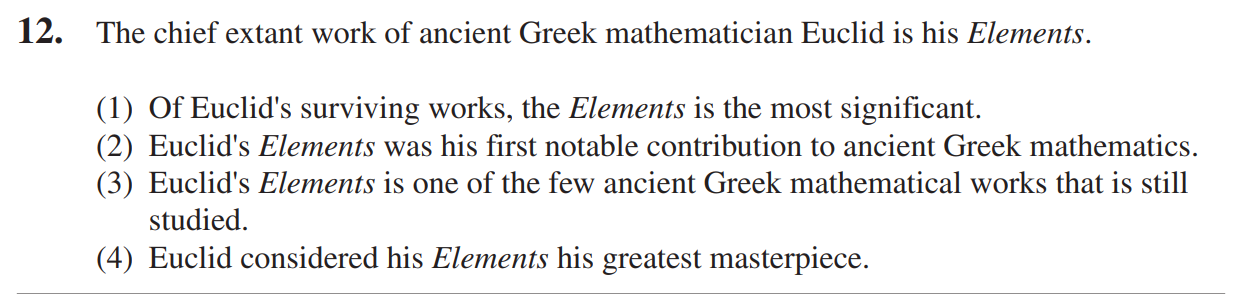 12. The chief extant work of ancient Greek mathematician Euclid is his Elements.
(1) Of Euclid's surviving works, the Elements is the most significant.
(2) Euclid's Elements was his first notable contribution to ancient Greek mathematics.
(3) Euclid's Elements is one of the few ancient Greek mathematical works that is still
studied.
(4) Euclid considered his Elements his greatest masterpiece.